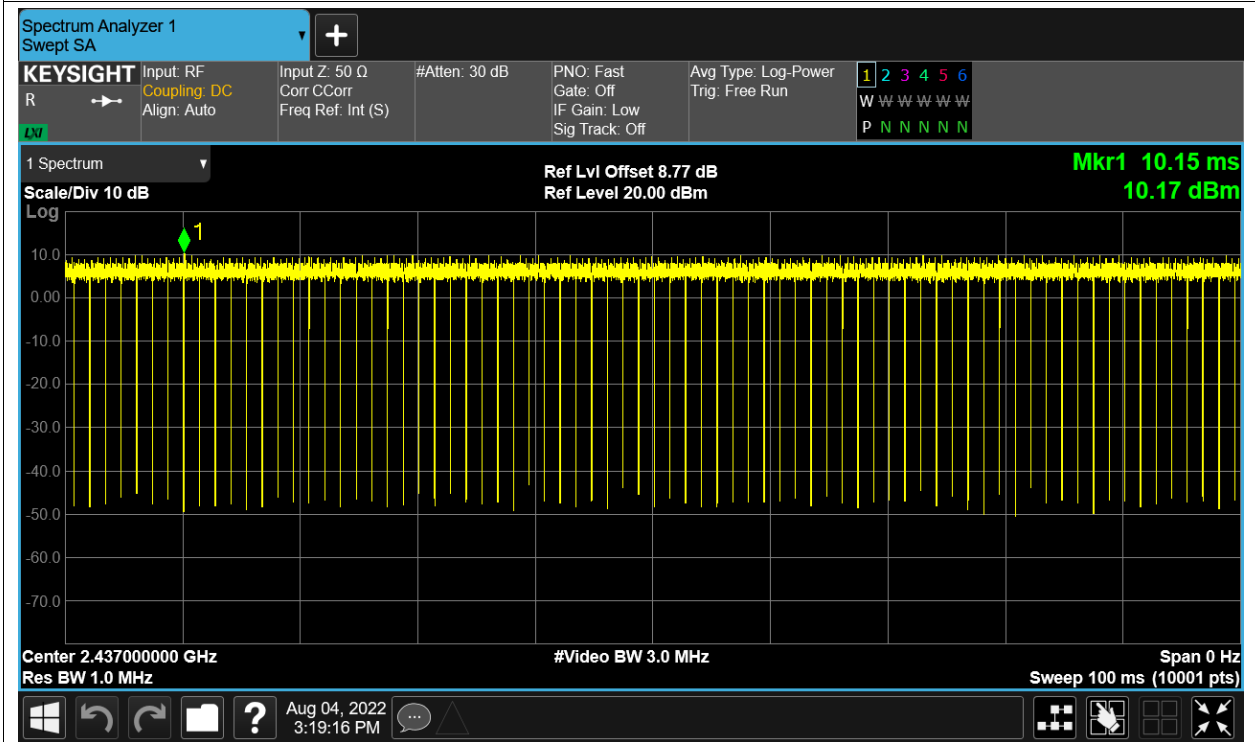 Spectrum Analyzer 1
Swept SA
KEYSIGHT Input: RF Input Z: 50 Ω #Atten: 30 dB PNO: Fast Avg Type: Log-Power 1 2 3 4 5 6
R Coupling: DC Corr CCorr Gate: Off Trig: Free Run W W W W W W
Align: Auto Freq Ref: Int (S) IF Gain: Low
LXI Sig Track: Off P N N N N N
1 Spectrum Ref Lvl Offset 8.77 dB Mkr1 10.15 ms
Scale/Div 10 dB Ref Level 20.00 dBm 10.17 dBm
Log
1
10.0
0.00
-10.0
-20.0
-30.0
-40.0
-50.0
-60.0
-70.0
Center 2.437000000 GHz #Video BW 3.0 MHz Span 0 Hz
Res BW 1.0 MHz Sweep 100 ms (10001 pts)
? Aug 04, 2022
3:19:16 PM